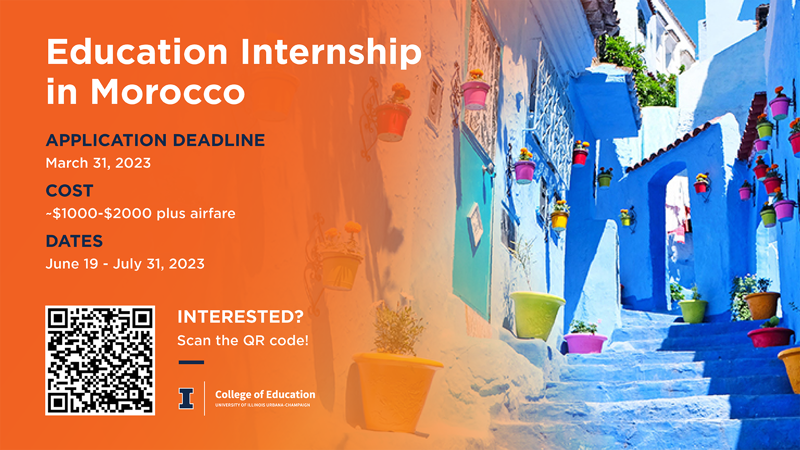 Education Internship
in Morocco
APPLICATION DEADLINE
March 31, 2023
COST
~$1000-$2000 plus airfare
DATES
June 19 - July 31, 2023
INTERESTED?
Scan the QR code!
I
College of Education
UNIVERSITY OF ILLINOIS URBANA-CHAMPAIGN